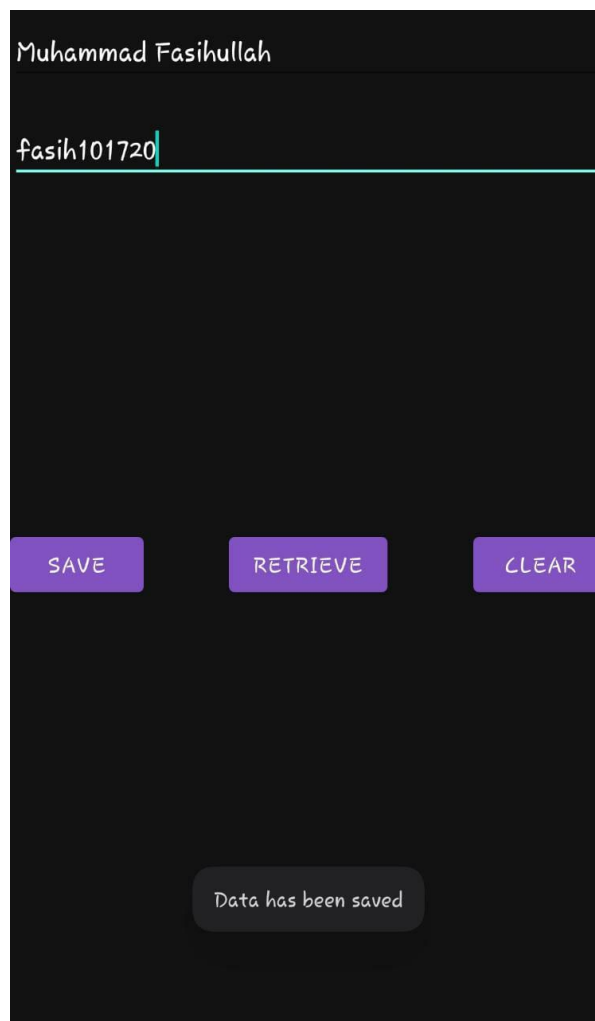 Muhammad Fasihullah
fasih101720
SAVE RETRIEVE CLEAR
Data has been saved